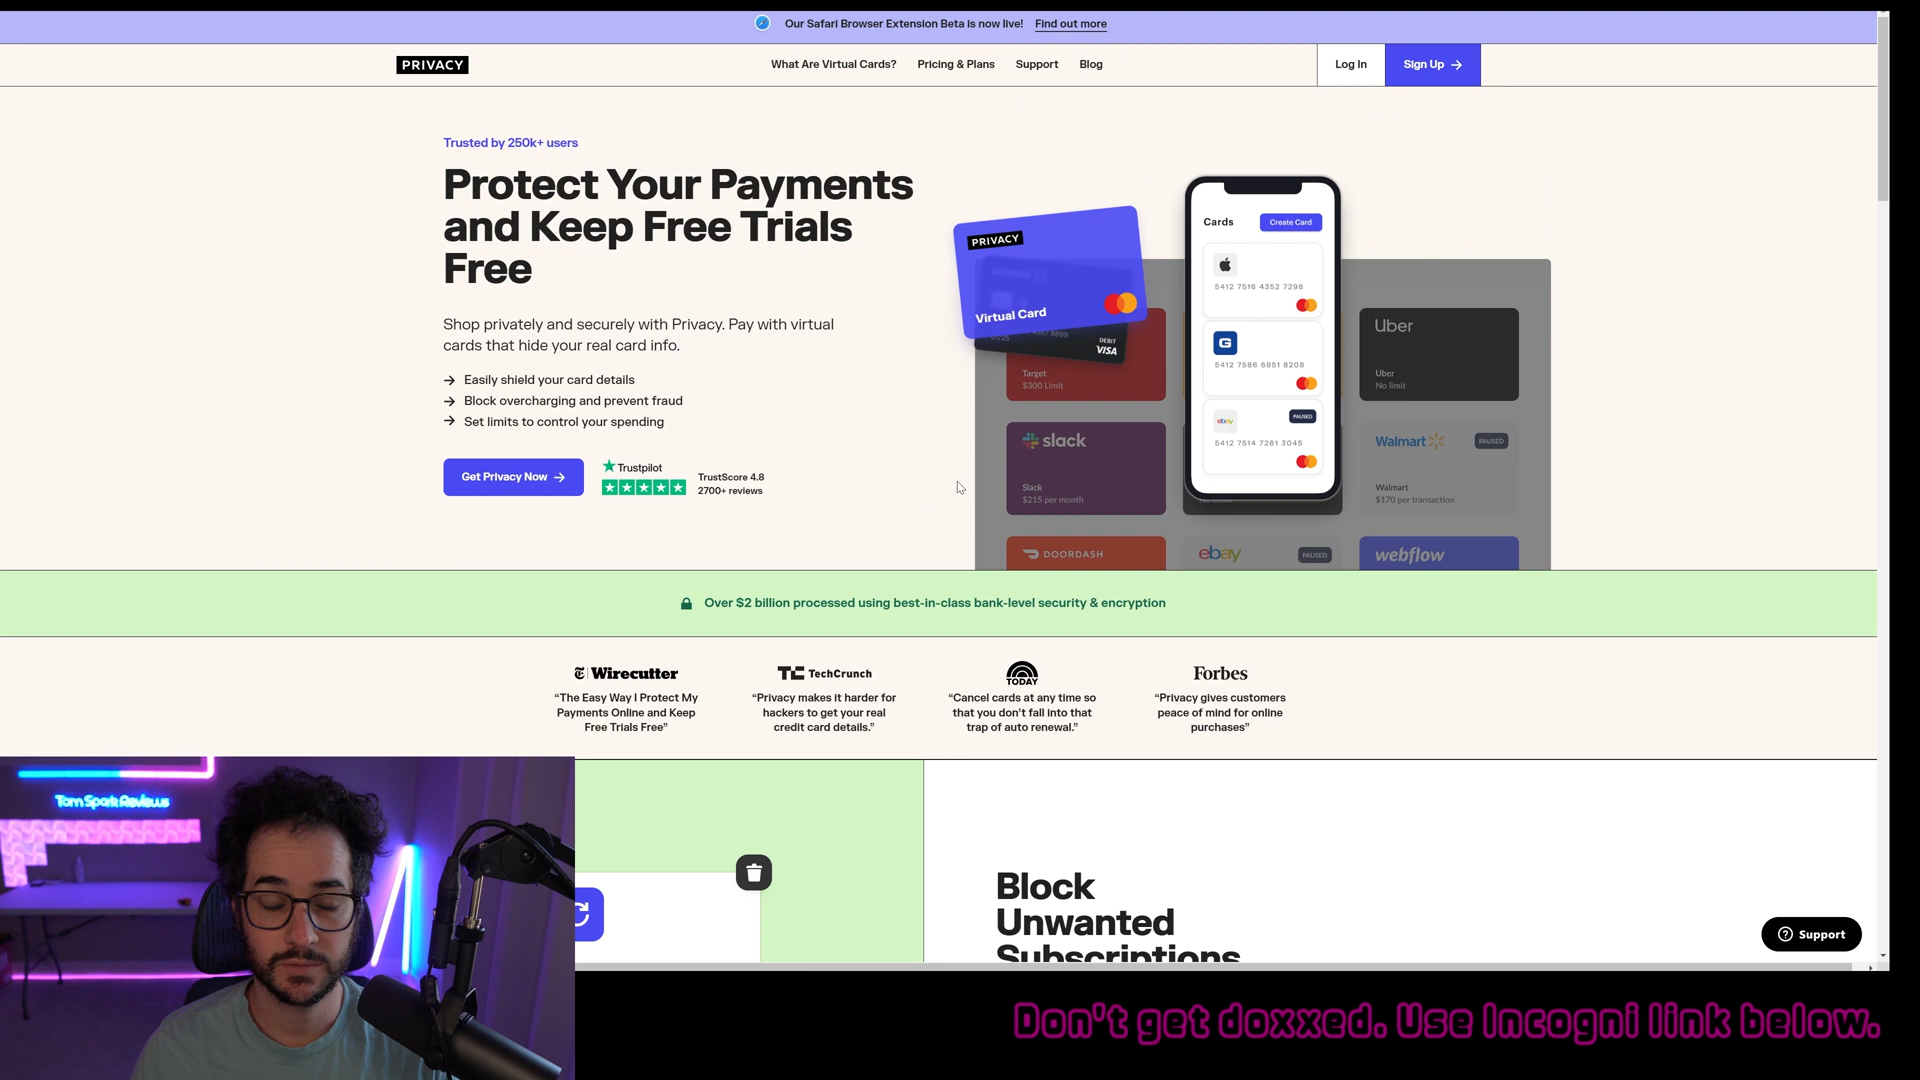 Our Safari Browser Extension Beta is now live! Find out more
PRIVACY
What Are Virtual Cards? Pricing & Plans Support Blog
Log In
Sign Up
Trusted by 250k+ users
Protect Your Payments
and Keep Free Trials
Free
Shop privately and securely with Privacy. Pay with virtual
cards that hide your real card info.
Easily shield your card details
Block overcharging and prevent fraud
Set limits to control your spending
Get Privacy Now
Trustpilot
TrustScore 4.8
2700+ reviews
PRIVACY
Virtual Card
DEBIT
VISA
Cards
Create Card
5412 7516 4352 7298
5412 7586 6851 8208
ebay
PAUSED
5412 7514 7261 3045
Target
$300 Limit
Uber
Uber
No limit
slack
Slack
$215 per month
Walmart
PAUSED
Walmart
$170 per transaction
DOORDASH
ebay
PAUSED
webflow
Over $2 billion processed using best-in-class bank-level security & encryption
Wirecutter
“The Easy Way I Protect My
Payments Online and Keep
Free Trials Free”
TechCrunch
“Privacy makes it harder for
hackers to get your real
credit card details.”
TODAY
“Cancel cards at any time so
that you don’t fall into that
trap of auto renewal.”
Forbes
“Privacy gives customers
peace of mind for online
purchases”
Block
Unwanted
Subscriptions
Support
Tom Spark Reviews
Don't get doxxed. Use Incogni link below.